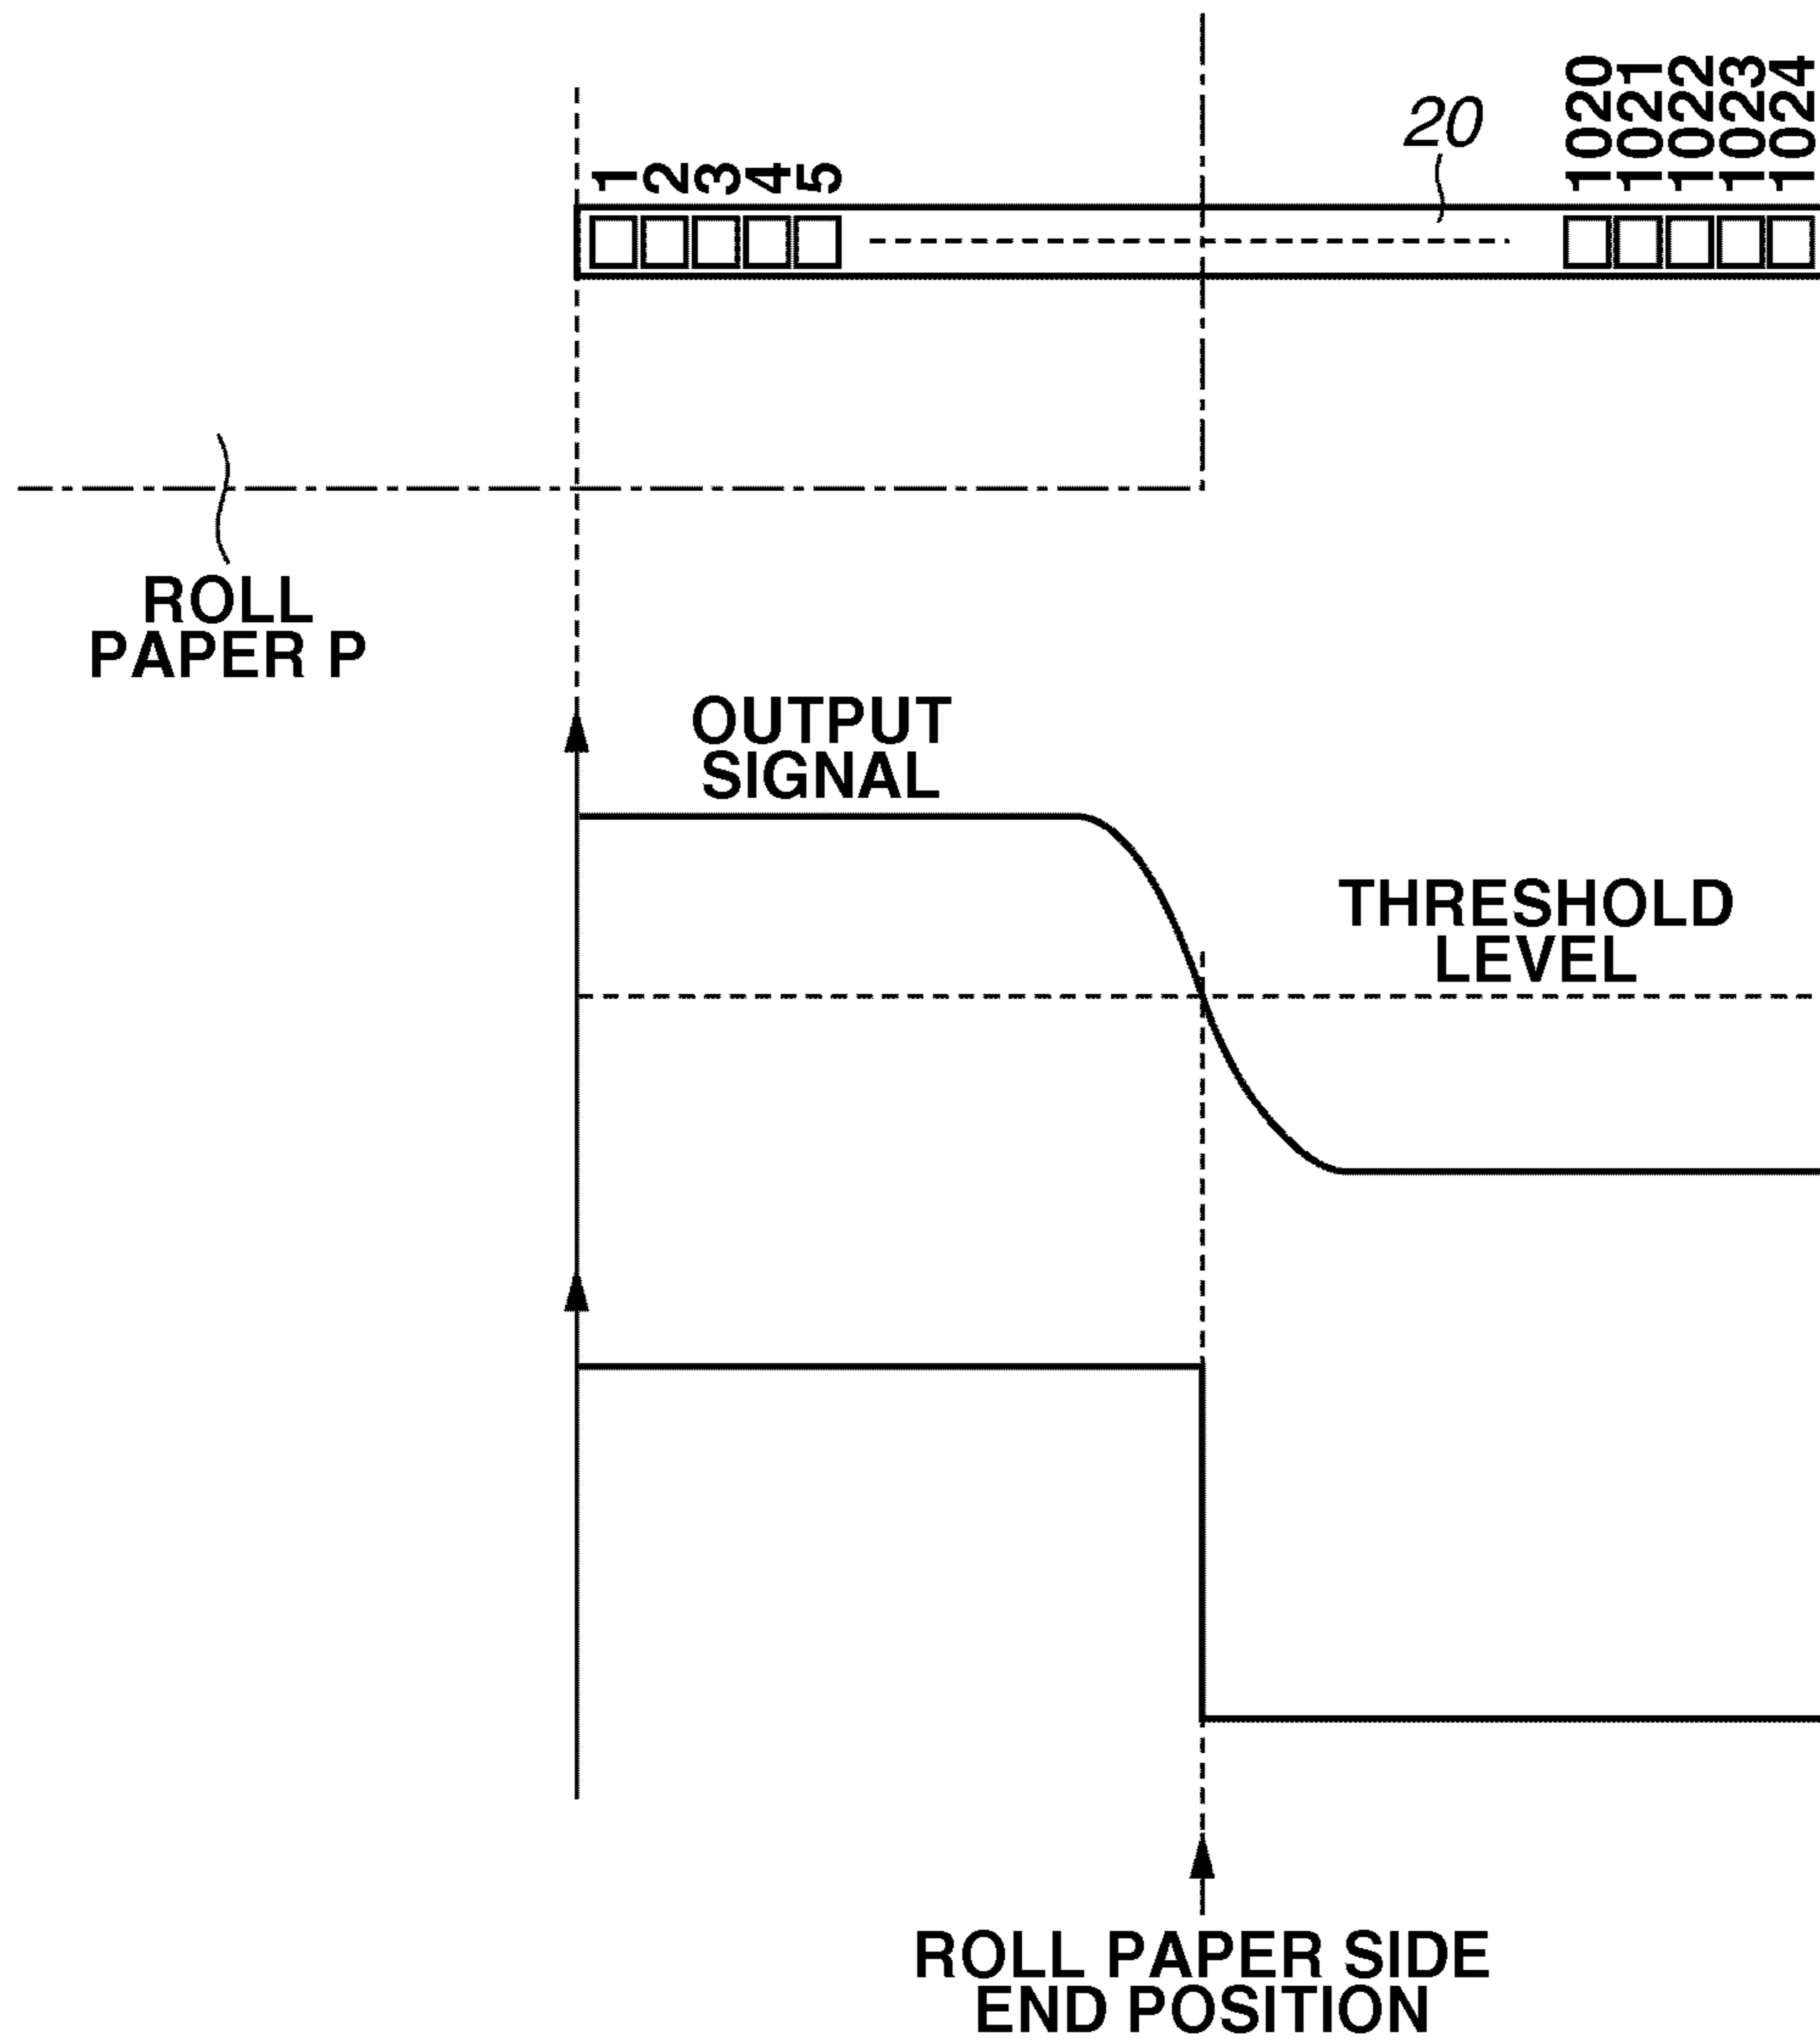 1
2
3
4
5
20
1020
1021
1022
1023
1024
ROLL
PAPER P
OUTPUT
SIGNAL
THRESHOLD
LEVEL
ROLL PAPER SIDE
END POSITION